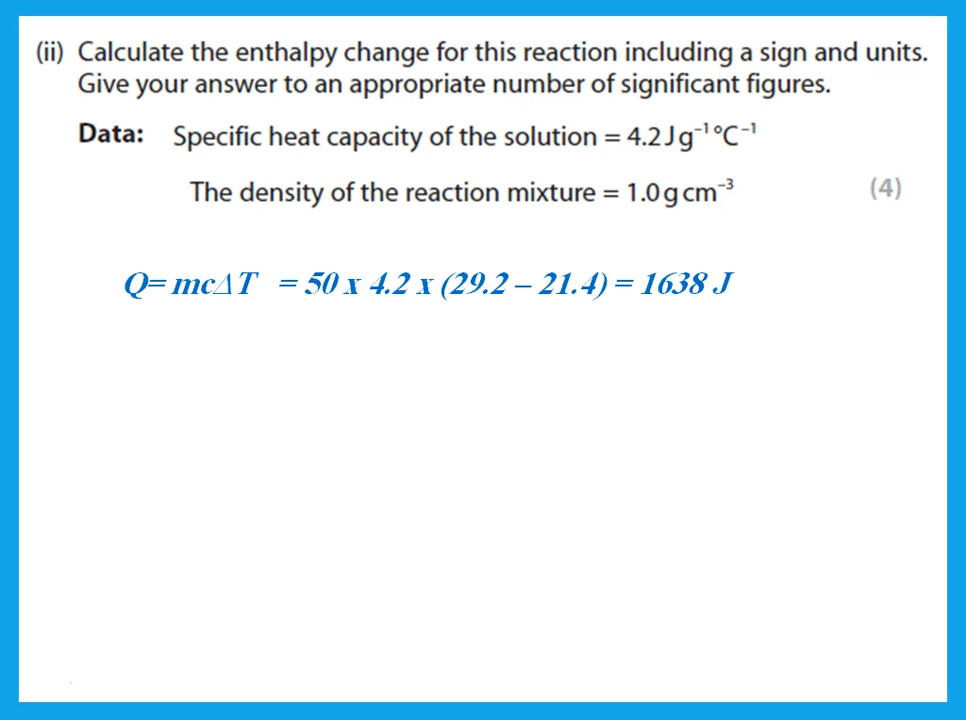 (ii) Calculate the enthalpy change for this reaction including a sign and units.
Give your answer to an appropriate number of significant figures.
Data: Specific heat capacity of the solution = 4.2 J g⁻¹ °C⁻¹
The density of the reaction mixture = 1.0 g cm⁻³ (4)
Q= mc∆T = 50 x 4.2 x (29.2 – 21.4) = 1638 J